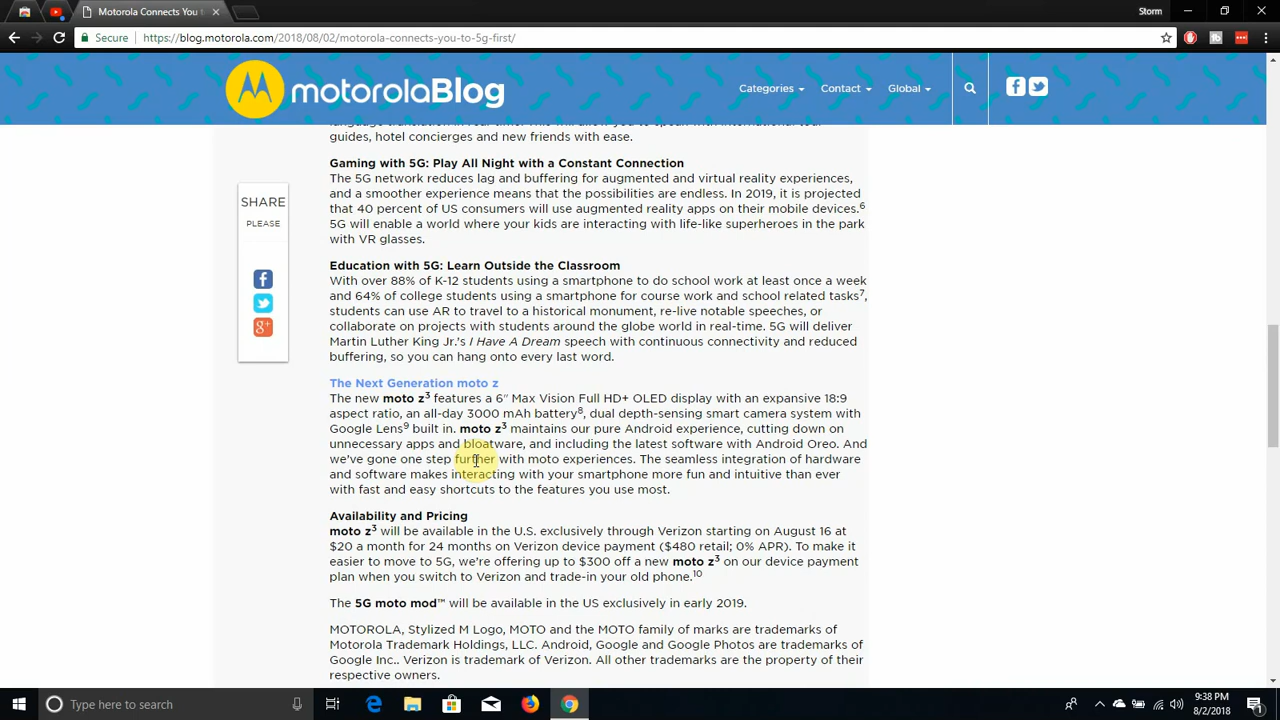 Motorola Connects You t
Storm
Secure https://blog.motorola.com/2018/08/02/motorola-connects-you-to-5g-first/
motorolaBlog
Categories Contact Global
guides, hotel concierges and new friends with ease.
Gaming with 5G: Play All Night with a Constant Connection
The 5G network reduces lag and buffering for augmented and virtual reality experiences,
and a smoother experience means that the possibilities are endless. In 2019, it is projected
that 40 percent of US consumers will use augmented reality apps on their mobile devices.⁶
5G will enable a world where your kids are interacting with life-like superheroes in the park
with VR glasses.
SHARE
PLEASE
Education with 5G: Learn Outside the Classroom
With over 88% of K-12 students using a smartphone to do school work at least once a week
and 64% of college students using a smartphone for course work and school related tasks⁷,
students can use AR to travel to a historical monument, re-live notable speeches, or
collaborate on projects with students around the globe world in real-time. 5G will deliver
Martin Luther King Jr.'s I Have A Dream speech with continuous connectivity and reduced
buffering, so you can hang onto every last word.
The Next Generation moto z
The new moto z³ features a 6″ Max Vision Full HD+ OLED display with an expansive 18:9
aspect ratio, an all-day 3000 mAh battery⁸, dual depth-sensing smart camera system with
Google Lens⁹ built in. moto z³ maintains our pure Android experience, cutting down on
unnecessary apps and bloatware, and including the latest software with Android Oreo. And
we've gone one step further with moto experiences. The seamless integration of hardware
and software makes interacting with your smartphone more fun and intuitive than ever
with fast and easy shortcuts to the features you use most.
Availability and Pricing
moto z³ will be available in the U.S. exclusively through Verizon starting on August 16 at
$20 a month for 24 months on Verizon device payment ($480 retail; 0% APR). To make it
easier to move to 5G, we're offering up to $300 off a new moto z³ on our device payment
plan when you switch to Verizon and trade-in your old phone.¹⁰
The 5G moto mod™ will be available in the US exclusively in early 2019.
MOTOROLA, Stylized M Logo, MOTO and the MOTO family of marks are trademarks of
Motorola Trademark Holdings, LLC. Android, Google and Google Photos are trademarks of
Google Inc.. Verizon is trademark of Verizon. All other trademarks are the property of their
respective owners.
Type here to search
9:38 PM
8/2/2018